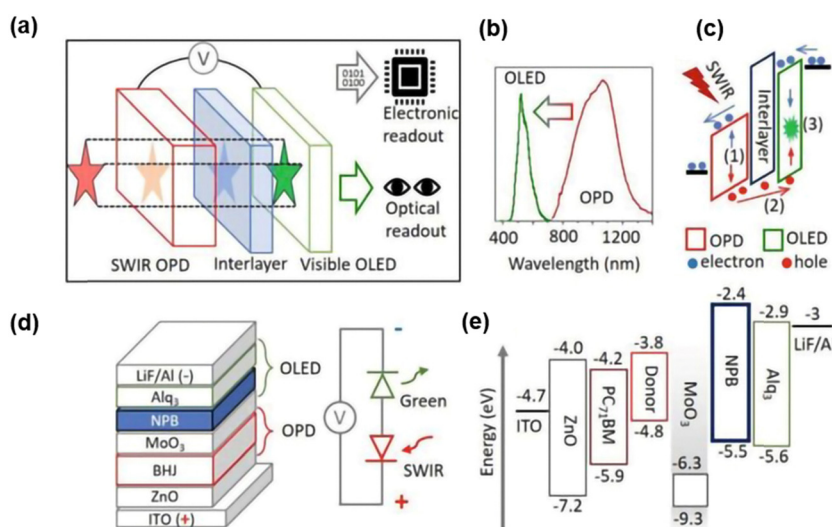 (a)
V
0101
0100
Electronic
readout
Optical
readout
SWIR OPD
Interlayer
Visible OLED
(b)
OLED
OPD
400
800
1200
Wavelength (nm)
(c)
SWIR
Interlayer
(1)
(2)
(3)
OPD
OLED
electron
hole
(d)
LiF/Al (-)
Alq3
NPB
MoO3
BHJ
ZnO
ITO (+)
OLED
OPD
-
V
Green
SWIR
+
(e)
Energy (eV)
-4.7
ITO
-4.0
ZnO
-7.2
-4.2
PC71BM
-5.9
-3.8
Donor
-4.8
MoO3
-6.3
-9.3
-2.4
NPB
-5.5
-2.9
Alq3
-5.6
-3
LiF/A